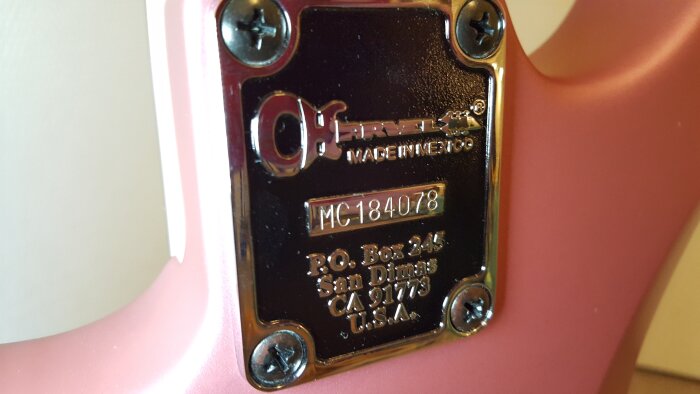 CHARVEL ®
MADE IN MEXICO
MC184078
P.O. Box 245
San Dimas
CA 91773
U.S.A.